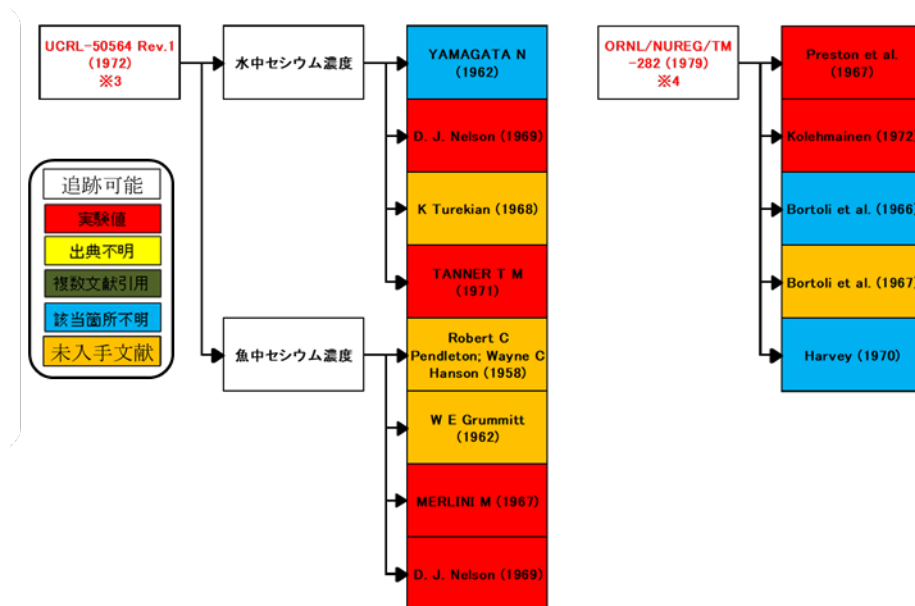 UCRL-50564 Rev.1
(1972)
※3
水中セシウム濃度
YAMAGATA N
(1962)
D. J. Nelson (1969)
K Turekian (1968)
TANNER T M
(1971)
魚中セシウム濃度
Robert C
Pendleton; Wayne C
Hanson (1958)
W E Grummitt
(1962)
MERLINI M (1967)
D. J. Nelson (1969)
追跡可能
実験値
出典不明
複数文献引用
該当箇所不明
未入手文献
ORNL/NUREG/TM
-282 (1979)
※4
Preston et al.
(1967)
Kolehmainen (1972)
Bortoli et al. (1966)
Bortoli et al. (1967)
Harvey (1970)